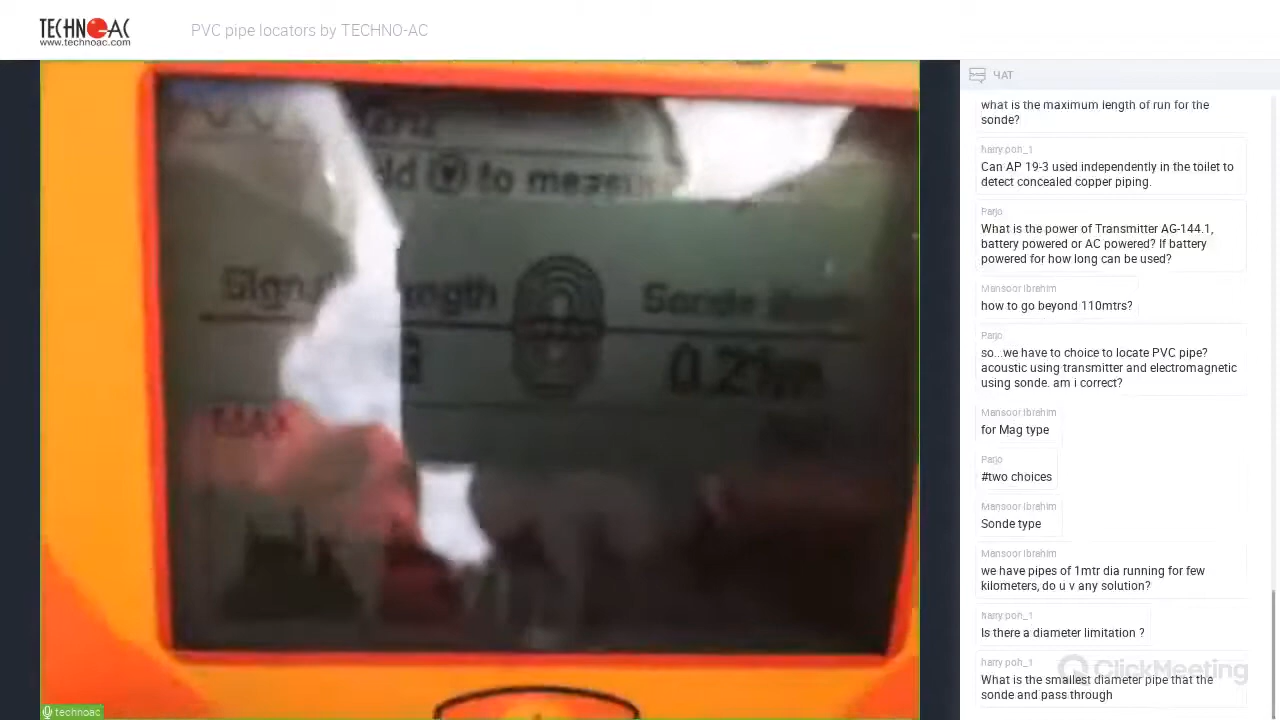 TECHNO-AC
www.technoac.com
PVC pipe locators by TECHNO-AC
to
Sonde
MAX
technoac
ЧАТ
what is the maximum length of run for the
sonde?
harry poh_1
Can AP 19-3 used independently in the toilet to
detect concealed copper piping.
Parjo
What is the power of Transmitter AG-144.1,
battery powered or AC powered? If battery
powered for how long can be used?
Mansoor Ibrahim
how to go beyond 110mtrs?
Parjo
so...we have to choice to locate PVC pipe?
acoustic using transmitter and electromagnetic
using sonde. am i correct?
Mansoor Ibrahim
for Mag type
Parjo
#two choices
Mansoor Ibrahim
Sonde type
Mansoor Ibrahim
we have pipes of 1mtr dia running for few
kilometers, do u v any solution?
harry poh_1
Is there a diameter limitation ?
harry poh_1
What is the smallest diameter pipe that the
sonde and pass through
ClickMeeting